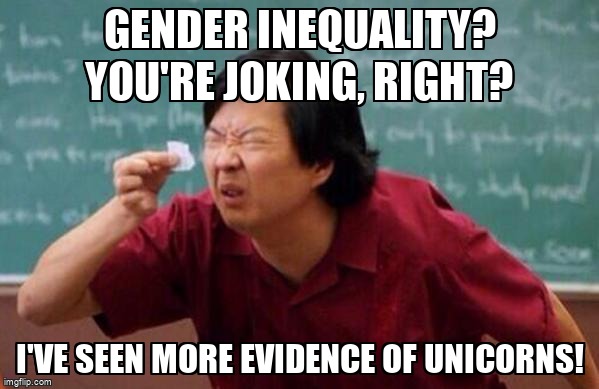 GENDER INEQUALITY?
YOU'RE JOKING, RIGHT?
I'VE SEEN MORE EVIDENCE OF UNICORNS!
imgflip.com